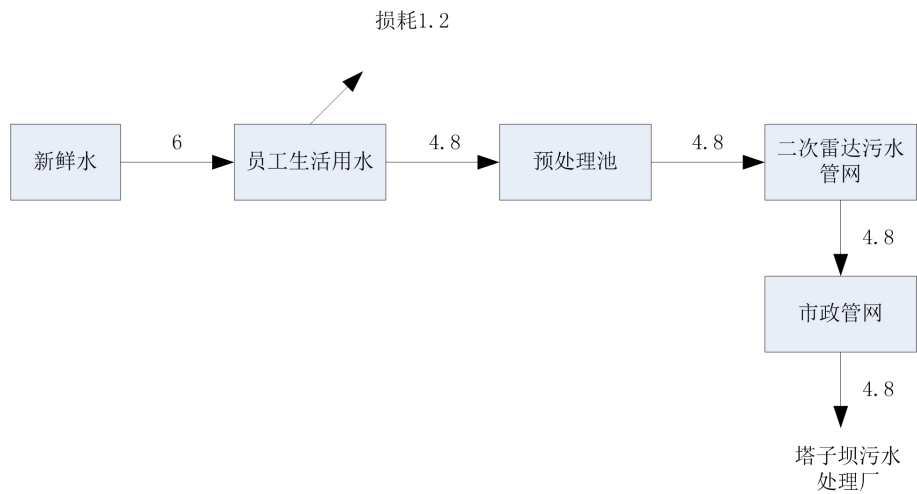 损耗1.2
新鲜水
6
员工生活用水
4.8
预处理池
4.8
二次雷达污水
管网
4.8
市政管网
4.8
塔子坝污水
处理厂